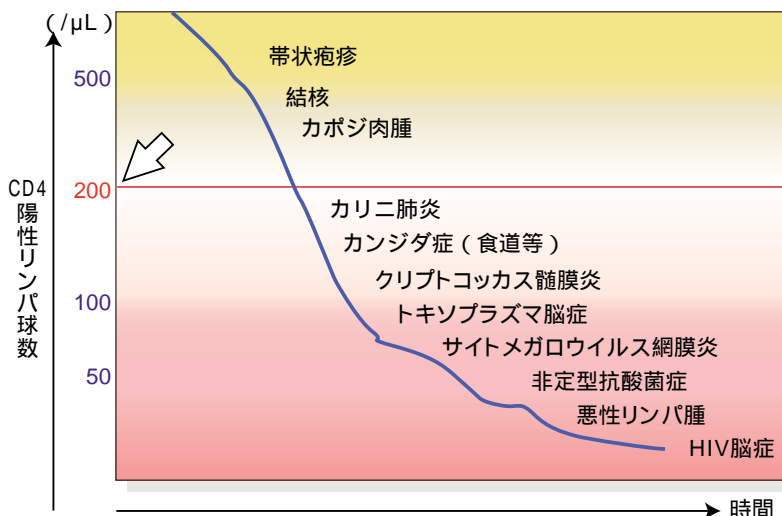 (/μL)
500
200
100
50
CD4
陽性リンパ球数
帯状疱疹
結核
カポジ肉腫
カリニ肺炎
カンジダ症(食道等)
クリプトコッカス髄膜炎
トキソプラズマ脳症
サイトメガロウイルス網膜炎
非定型抗酸菌症
悪性リンパ腫
HIV脳症
時間